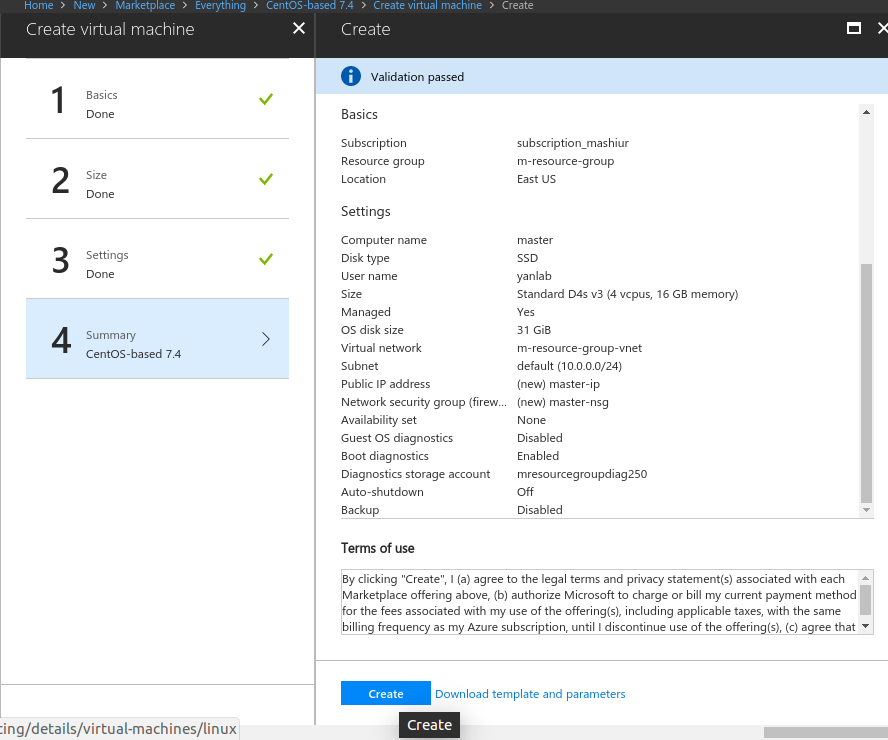 Home > New > Marketplace > Everything > CentOS-based 7.4 > Create virtual machine > Create
Create virtual machine
Create
1 Basics
Done
2 Size
Done
3 Settings
Done
4 Summary
CentOS-based 7.4
Validation passed
Basics
Subscription subscription_mashiur
Resource group m-resource-group
Location East US
Settings
Computer name master
Disk type SSD
User name yanlab
Size Standard D4s v3 (4 vcpus, 16 GB memory)
Managed Yes
OS disk size 31 GiB
Virtual network m-resource-group-vnet
Subnet default (10.0.0.0/24)
Public IP address (new) master-ip
Network security group (firew... (new) master-nsg
Availability set None
Guest OS diagnostics Disabled
Boot diagnostics Enabled
Diagnostics storage account mresourcegroupdiag250
Auto-shutdown Off
Backup Disabled
Terms of use
By clicking "Create", I (a) agree to the legal terms and privacy statement(s) associated with each
Marketplace offering above, (b) authorize Microsoft to charge or bill my current payment method
for the fees associated with my use of the offering(s), including applicable taxes, with the same
billing frequency as my Azure subscription, until I discontinue use of the offering(s), (c) agree that
Create Download template and parameters
Create
ing/details/virtual-machines/linux